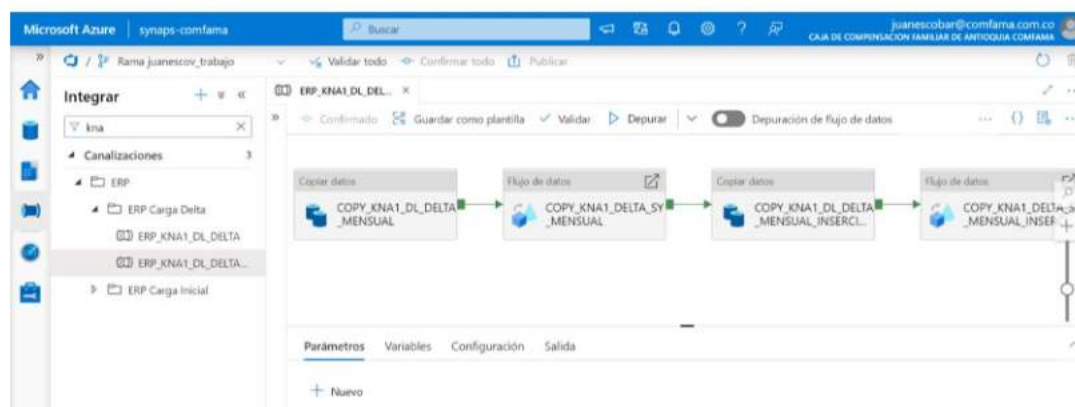 Microsoft Azure synaps-comfama Buscar juanescobar@comfama.com.co
CAJA DE COMPENSACION FAMILIAR DE ANTIOQUIA COMFAMA
Rama juanescov_trabajo Validar todo Confirmar todo Publicar
Integrar
kna
Canalizaciones 3
ERP
ERP Carga Delta
ERP_KNA1_DL_DELTA
ERP_KNA1_DL_DELTA...
ERP Carga Inicial
ERP_KNA1_DL_DEL...
Confirmado Guardar como plantilla Validar Depurar Depuración de flujo de datos
Copiar datos
COPY_KNA1_DL_DELTA
_MENSUAL
Flujo de datos
COPY_KNA1_DELTA_SY
_MENSUAL
Copiar datos
COPY_KNA1_DL_DELTA
_MENSUAL_INSERCI...
Flujo de datos
COPY_KNA1_DELTA_S
_MENSUAL_INSER
Parámetros Variables Configuración Salida
Nuevo